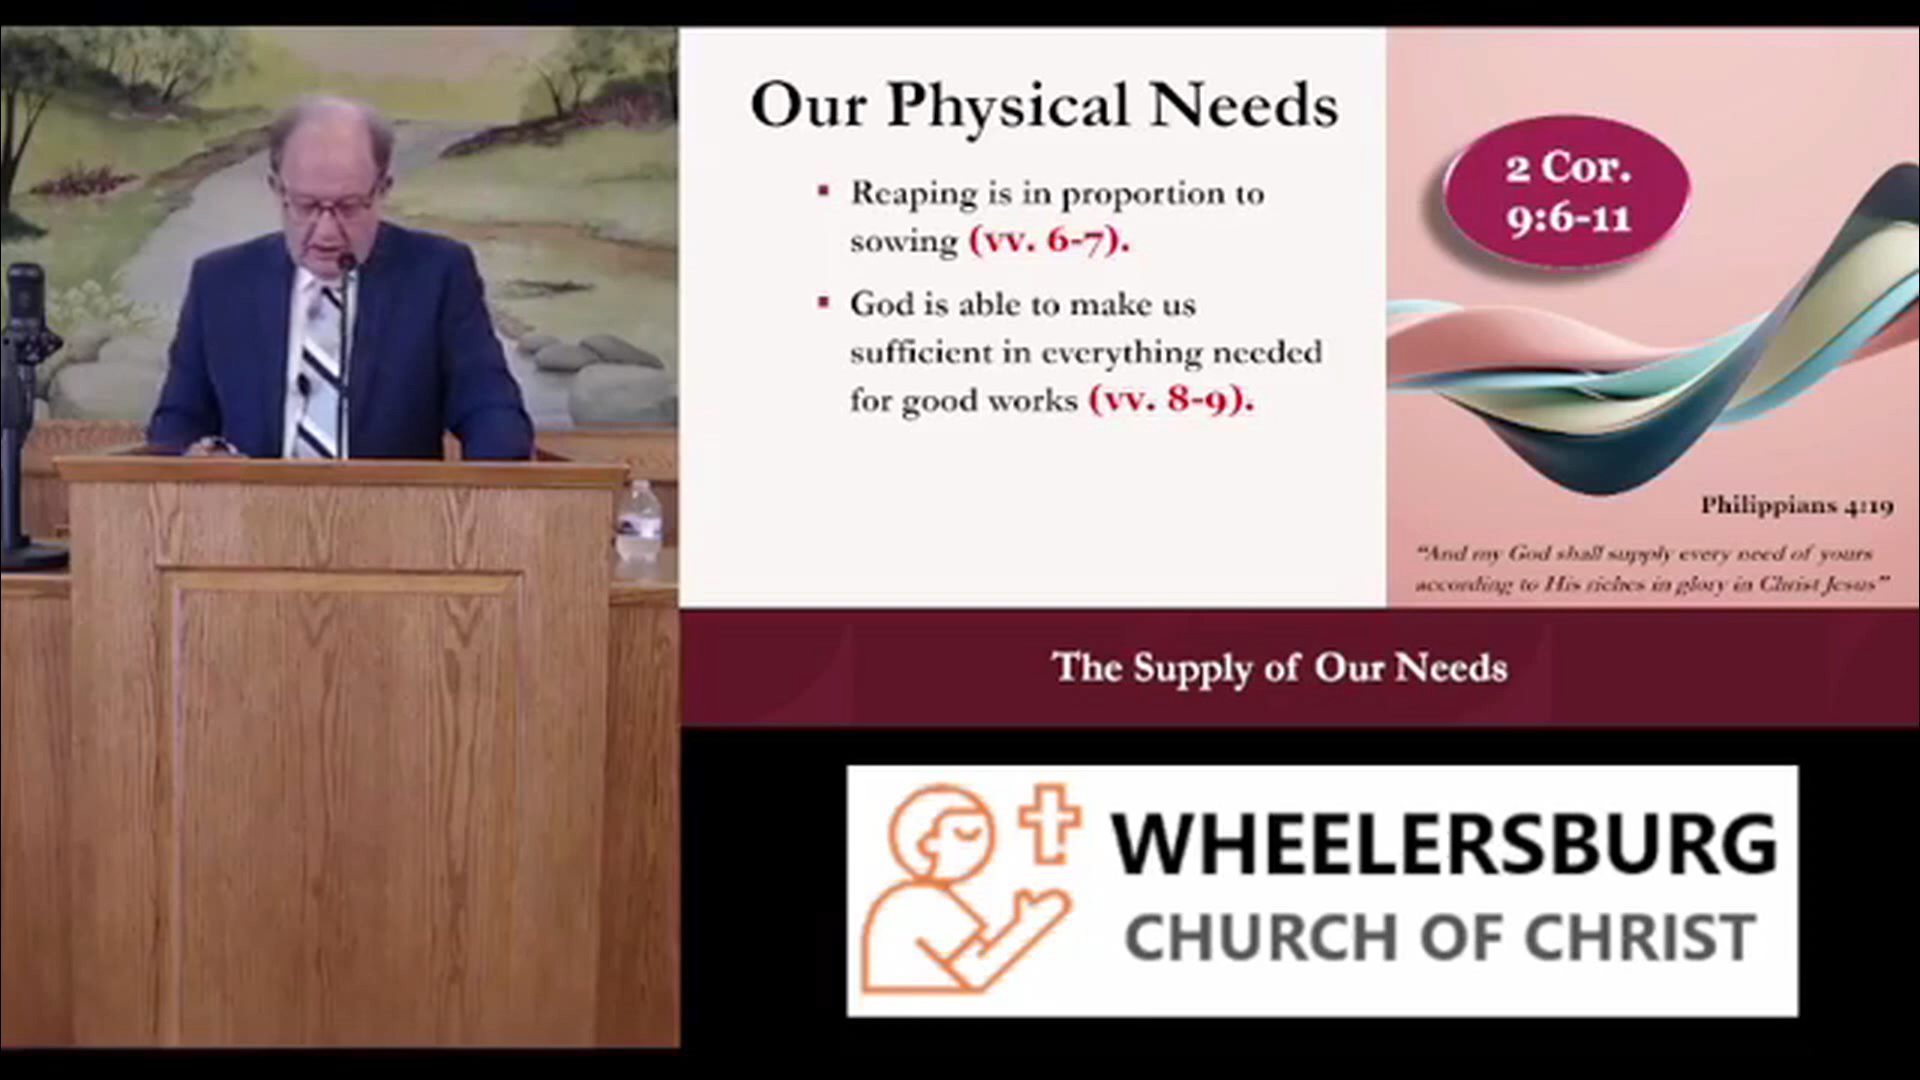 Our Physical Needs
▪ Reaping is in proportion to
sowing (vv. 6-7).
▪ God is able to make us
sufficient in everything needed
for good works (vv. 8-9).
2 Cor.
9:6-11
Philippians 4:19
“And my God shall supply every need of yours
according to His riches in glory in Christ Jesus”
The Supply of Our Needs
WHEELERSBURG
CHURCH OF CHRIST